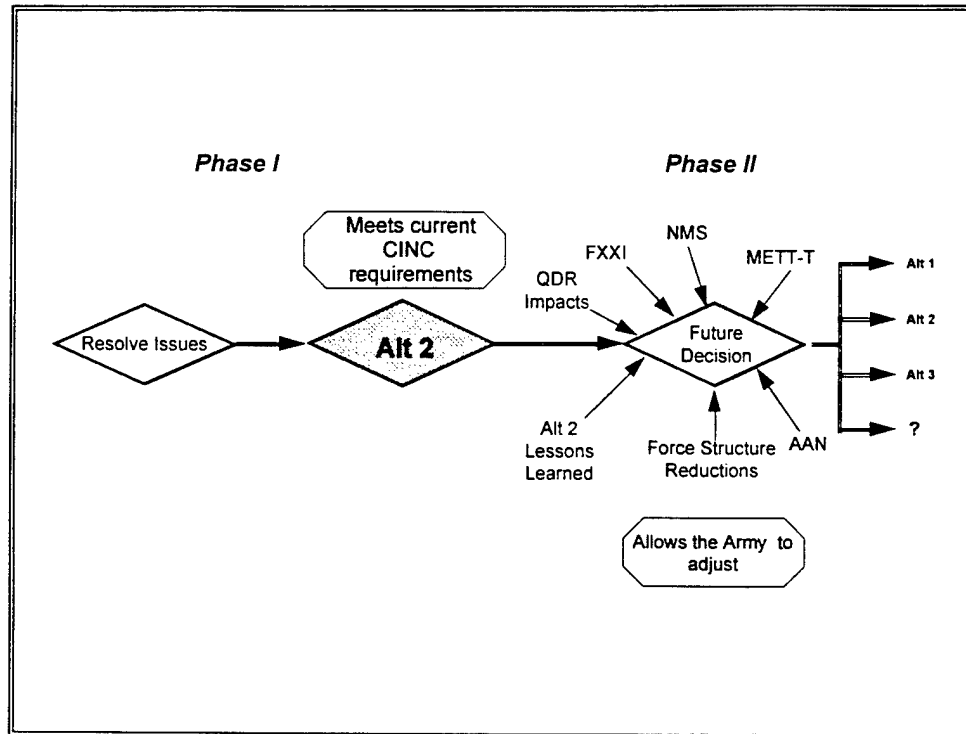 Phase I
Phase II
Meets current
CINC
requirements
Resolve Issues
Alt 2
QDR
Impacts
FXXI
NMS
METT-T
Future
Decision
Alt 2
Lessons
Learned
Force Structure
Reductions
AAN
Alt 1
Alt 2
Alt 3
?
Allows the Army to
adjust